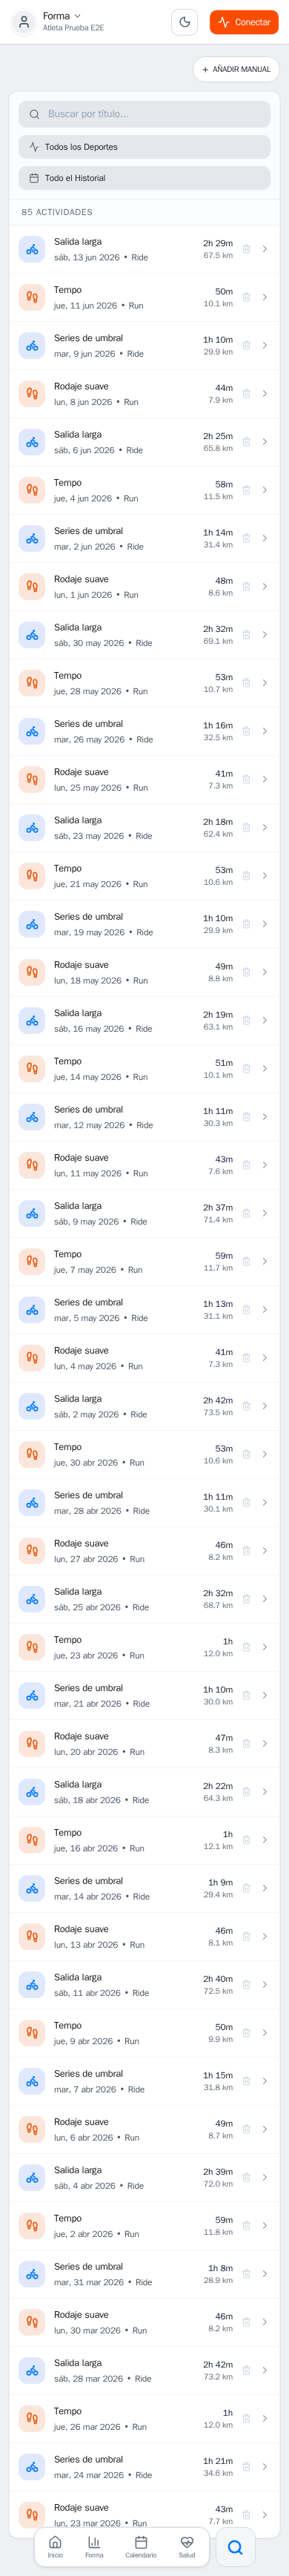 Forma
Atleta Prueba E2E
Conectar
+ AÑADIR MANUAL
Buscar por título...
Todos los Deportes
Todo el Historial
85 ACTIVIDADES
Salida larga 2h 29m
sáb, 13 jun 2026 • Ride 67.5 km
Tempo 50m
jue, 11 jun 2026 • Run 10.1 km
Series de umbral 1h 10m
mar, 9 jun 2026 • Ride 29.9 km
Rodaje suave 44m
lun, 8 jun 2026 • Run 7.9 km
Salida larga 2h 25m
sáb, 6 jun 2026 • Ride 65.8 km
Tempo 58m
jue, 4 jun 2026 • Run 11.5 km
Series de umbral 1h 14m
mar, 2 jun 2026 • Ride 31.4 km
Rodaje suave 48m
lun, 1 jun 2026 • Run 8.6 km
Salida larga 2h 32m
sáb, 30 may 2026 • Ride 69.1 km
Tempo 53m
jue, 28 may 2026 • Run 10.7 km
Series de umbral 1h 16m
mar, 26 may 2026 • Ride 32.5 km
Rodaje suave 41m
lun, 25 may 2026 • Run 7.3 km
Salida larga 2h 18m
sáb, 23 may 2026 • Ride 62.4 km
Tempo 53m
jue, 21 may 2026 • Run 10.6 km
Series de umbral 1h 10m
mar, 19 may 2026 • Ride 29.9 km
Rodaje suave 49m
lun, 18 may 2026 • Run 8.8 km
Salida larga 2h 19m
sáb, 16 may 2026 • Ride 63.1 km
Tempo 51m
jue, 14 may 2026 • Run 10.1 km
Series de umbral 1h 11m
mar, 12 may 2026 • Ride 30.3 km
Rodaje suave 43m
lun, 11 may 2026 • Run 7.6 km
Salida larga 2h 37m
sáb, 9 may 2026 • Ride 71.4 km
Tempo 59m
jue, 7 may 2026 • Run 11.7 km
Series de umbral 1h 13m
mar, 5 may 2026 • Ride 31.1 km
Rodaje suave 41m
lun, 4 may 2026 • Run 7.3 km
Salida larga 2h 42m
sáb, 2 may 2026 • Ride 73.5 km
Tempo 53m
jue, 30 abr 2026 • Run 10.6 km
Series de umbral 1h 11m
mar, 28 abr 2026 • Ride 30.1 km
Rodaje suave 46m
lun, 27 abr 2026 • Run 8.2 km
Salida larga 2h 32m
sáb, 25 abr 2026 • Ride 68.7 km
Tempo 1h
jue, 23 abr 2026 • Run 12.0 km
Series de umbral 1h 10m
mar, 21 abr 2026 • Ride 30.0 km
Rodaje suave 47m
lun, 20 abr 2026 • Run 8.3 km
Salida larga 2h 22m
sáb, 18 abr 2026 • Ride 64.3 km
Tempo 1h
jue, 16 abr 2026 • Run 12.1 km
Series de umbral 1h 9m
mar, 14 abr 2026 • Ride 29.4 km
Rodaje suave 46m
lun, 13 abr 2026 • Run 8.1 km
Salida larga 2h 40m
sáb, 11 abr 2026 • Ride 72.5 km
Tempo 50m
jue, 9 abr 2026 • Run 9.9 km
Series de umbral 1h 15m
mar, 7 abr 2026 • Ride 31.8 km
Rodaje suave 49m
lun, 6 abr 2026 • Run 8.7 km
Salida larga 2h 39m
sáb, 4 abr 2026 • Ride 72.0 km
Tempo 59m
jue, 2 abr 2026 • Run 11.8 km
Series de umbral 1h 8m
mar, 31 mar 2026 • Ride 28.9 km
Rodaje suave 46m
lun, 30 mar 2026 • Run 8.2 km
Salida larga 2h 42m
sáb, 28 mar 2026 • Ride 73.2 km
Tempo 1h
jue, 26 mar 2026 • Run 12.0 km
Series de umbral 1h 21m
mar, 24 mar 2026 • Ride 34.6 km
Rodaje suave 43m
lun, 23 mar 2026 • Run 7.7 km
Inicio Forma Calendario Salud